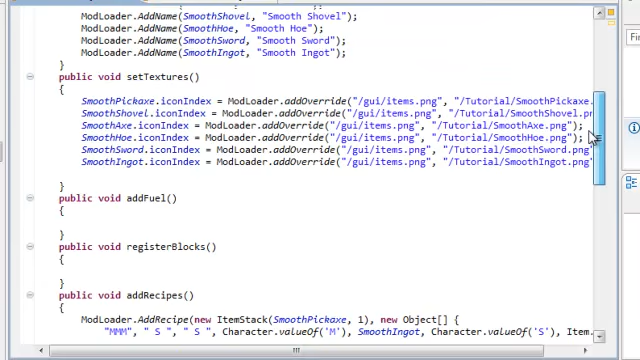 ModLoader.AddName(SmoothShovel, "Smooth Shovel");
ModLoader.AddName(SmoothHoe, "Smooth Hoe");
ModLoader.AddName(SmoothSword, "Smooth Sword");
ModLoader.AddName(SmoothIngot, "Smooth Ingot");
}
public void setTextures()
{
SmoothPickaxe.iconIndex = ModLoader.addOverride("/gui/items.png", "/Tutorial/SmoothPickaxe.
SmoothShovel.iconIndex = ModLoader.addOverride("/gui/items.png", "/Tutorial/SmoothShovel.pn
SmoothAxe.iconIndex = ModLoader.addOverride("/gui/items.png", "/Tutorial/SmoothAxe.png");
SmoothHoe.iconIndex = ModLoader.addOverride("/gui/items.png", "/Tutorial/SmoothHoe.png");
SmoothSword.iconIndex = ModLoader.addOverride("/gui/items.png", "/Tutorial/SmoothSword.png"
SmoothIngot.iconIndex = ModLoader.addOverride("/gui/items.png", "/Tutorial/SmoothIngot.png"
}
public void addFuel()
{
}
public void registerBlocks()
{
}
public void addRecipes()
{
ModLoader.AddRecipe(new ItemStack(SmoothPickaxe, 1), new Object[] {
"MMM", " S ", " S ", Character.valueOf('M'), SmoothIngot, Character.valueOf('S'), Item.
Fin